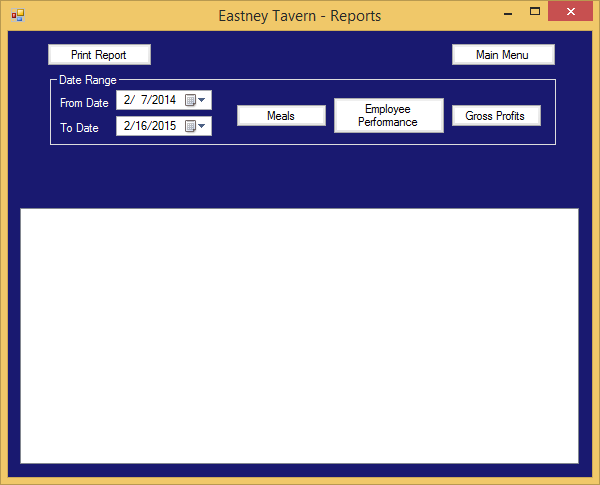 Eastney Tavern - Reports
Print Report
Main Menu
Date Range
From Date
2/ 7/2014
To Date
2/16/2015
Meals
Employee
Performance
Gross Profits